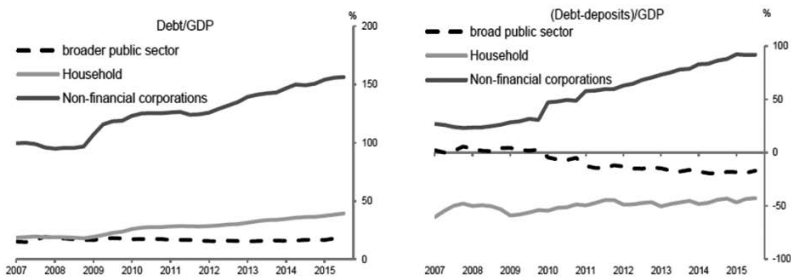 Debt/GDP
%
200
broader public sector
Household
150
Non-financial corporations
100
50
0
2007 2008 2009 2010 2011 2012 2013 2014 2015
(Debt-deposits)/GDP
%
broad public sector
100
Household
Non-financial corporations
50
0
-50
-100
2007 2008 2009 2010 2011 2012 2013 2014 2015